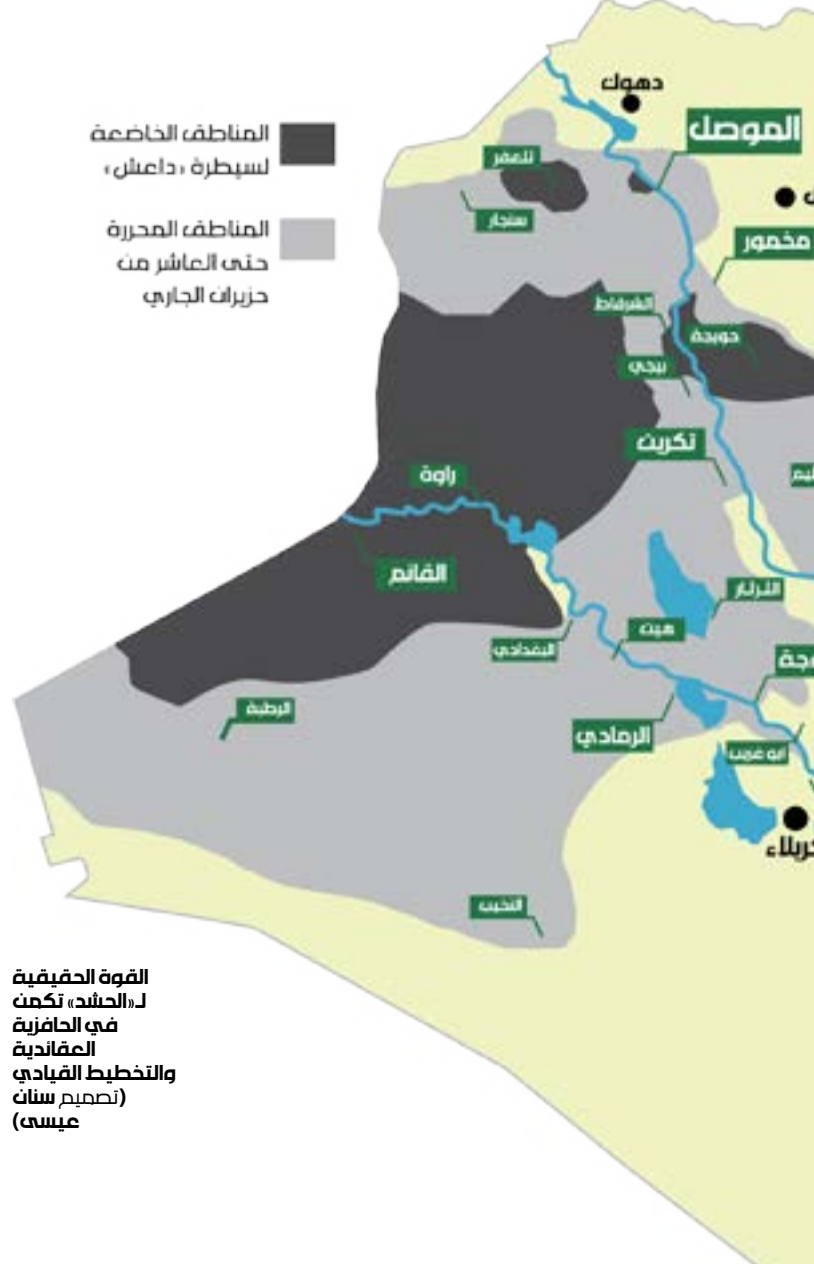 دهوك
الموصل
المناطق الخاضعة
لسيطرة «داعش»
تلعفر
سنجار
مخمور
المناطق المحررة
حتى العاشر من
حزيران الجاري
الشرقاط
حويجة
بيجي
تكريت
راوة
القائم
الثرثار
هيت
البغدادي
الرطبة
الرمادي
ابو غريب
كربلاء
النخيب
القوة الحقيقية
لـ«الحشد» تكمن
في الحافزية
العقائدية
والتخطيط القيادي
(تصميم سنان
عيسى)